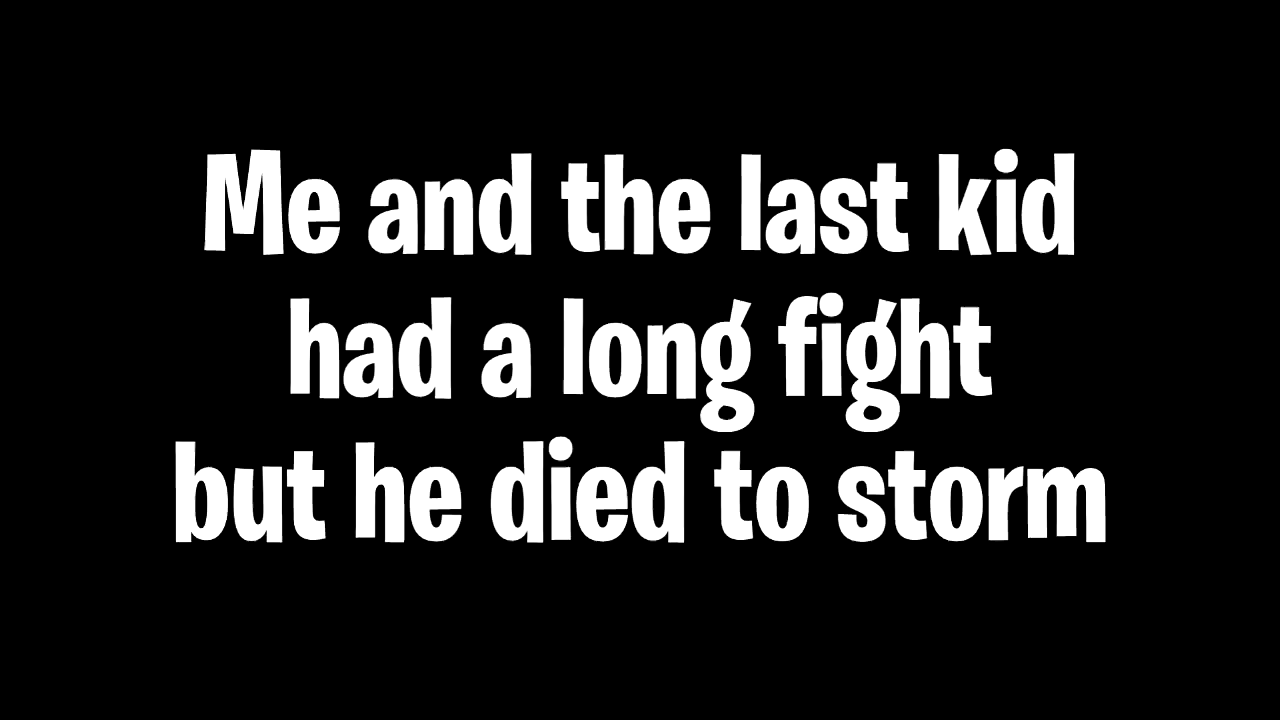 Me and the last kid
had a long fight
but he died to storm